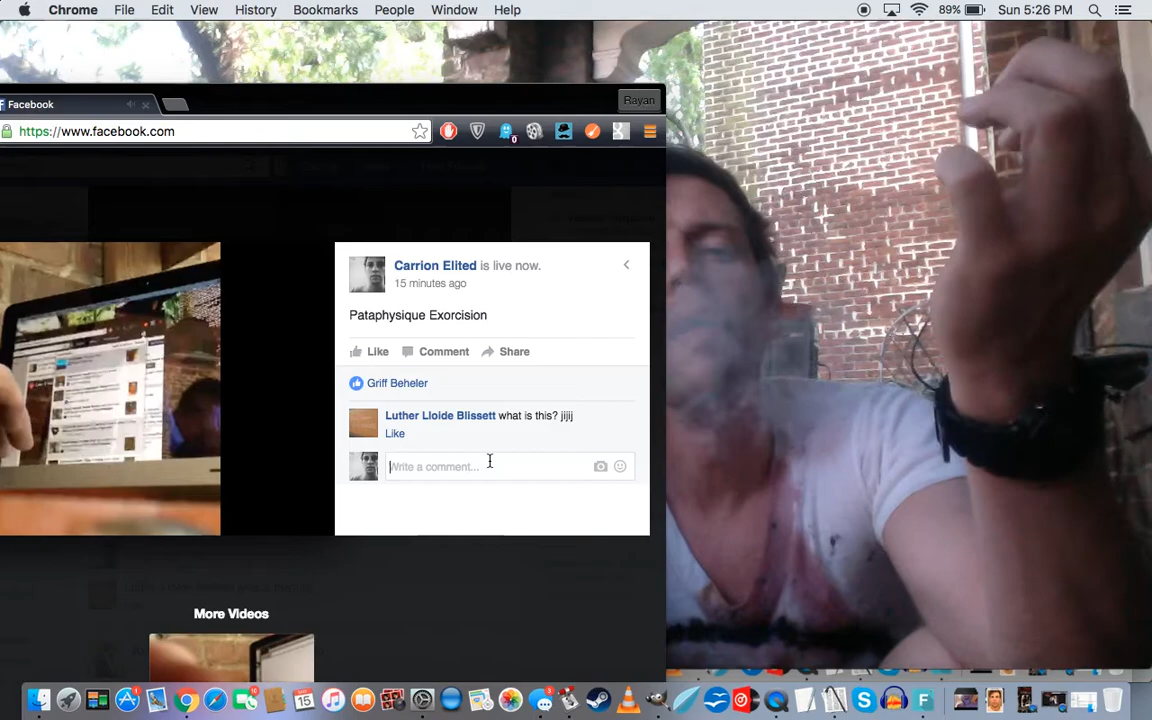 Chrome File Edit View History Bookmarks People Window Help 89% Sun 5:26 PM
Facebook Rayan
https://www.facebook.com
0
Carrion Elited is live now.
15 minutes ago
Pataphysique Exorcision
Like Comment Share
Griff Beheler
Luther Lloide Blissett what is this? jijij
Like
Write a comment...
More Videos